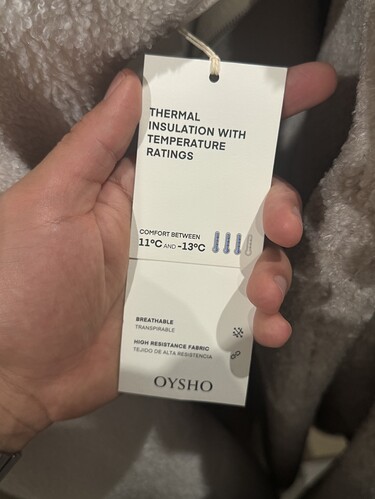 THERMAL
INSULATION WITH
TEMPERATURE
RATINGS
COMFORT BETWEEN
11ºC AND -13ºC
BREATHABLE
TRANSPIRABLE
HIGH RESISTANCE FABRIC
TEJIDO DE ALTA RESISTENCIA
OYSHO